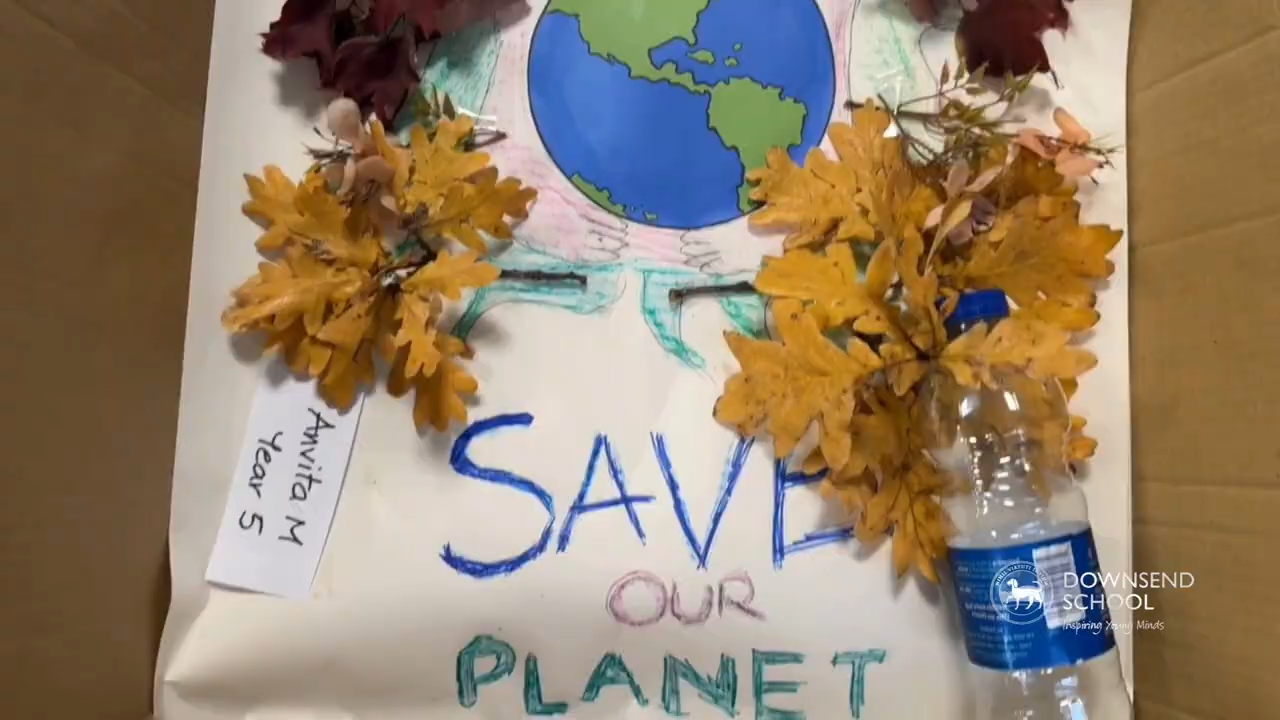 Anvita M
Year 5
SAVE
OUR
PLANET
DOWNSEND
SCHOOL
Inspiring Young Minds